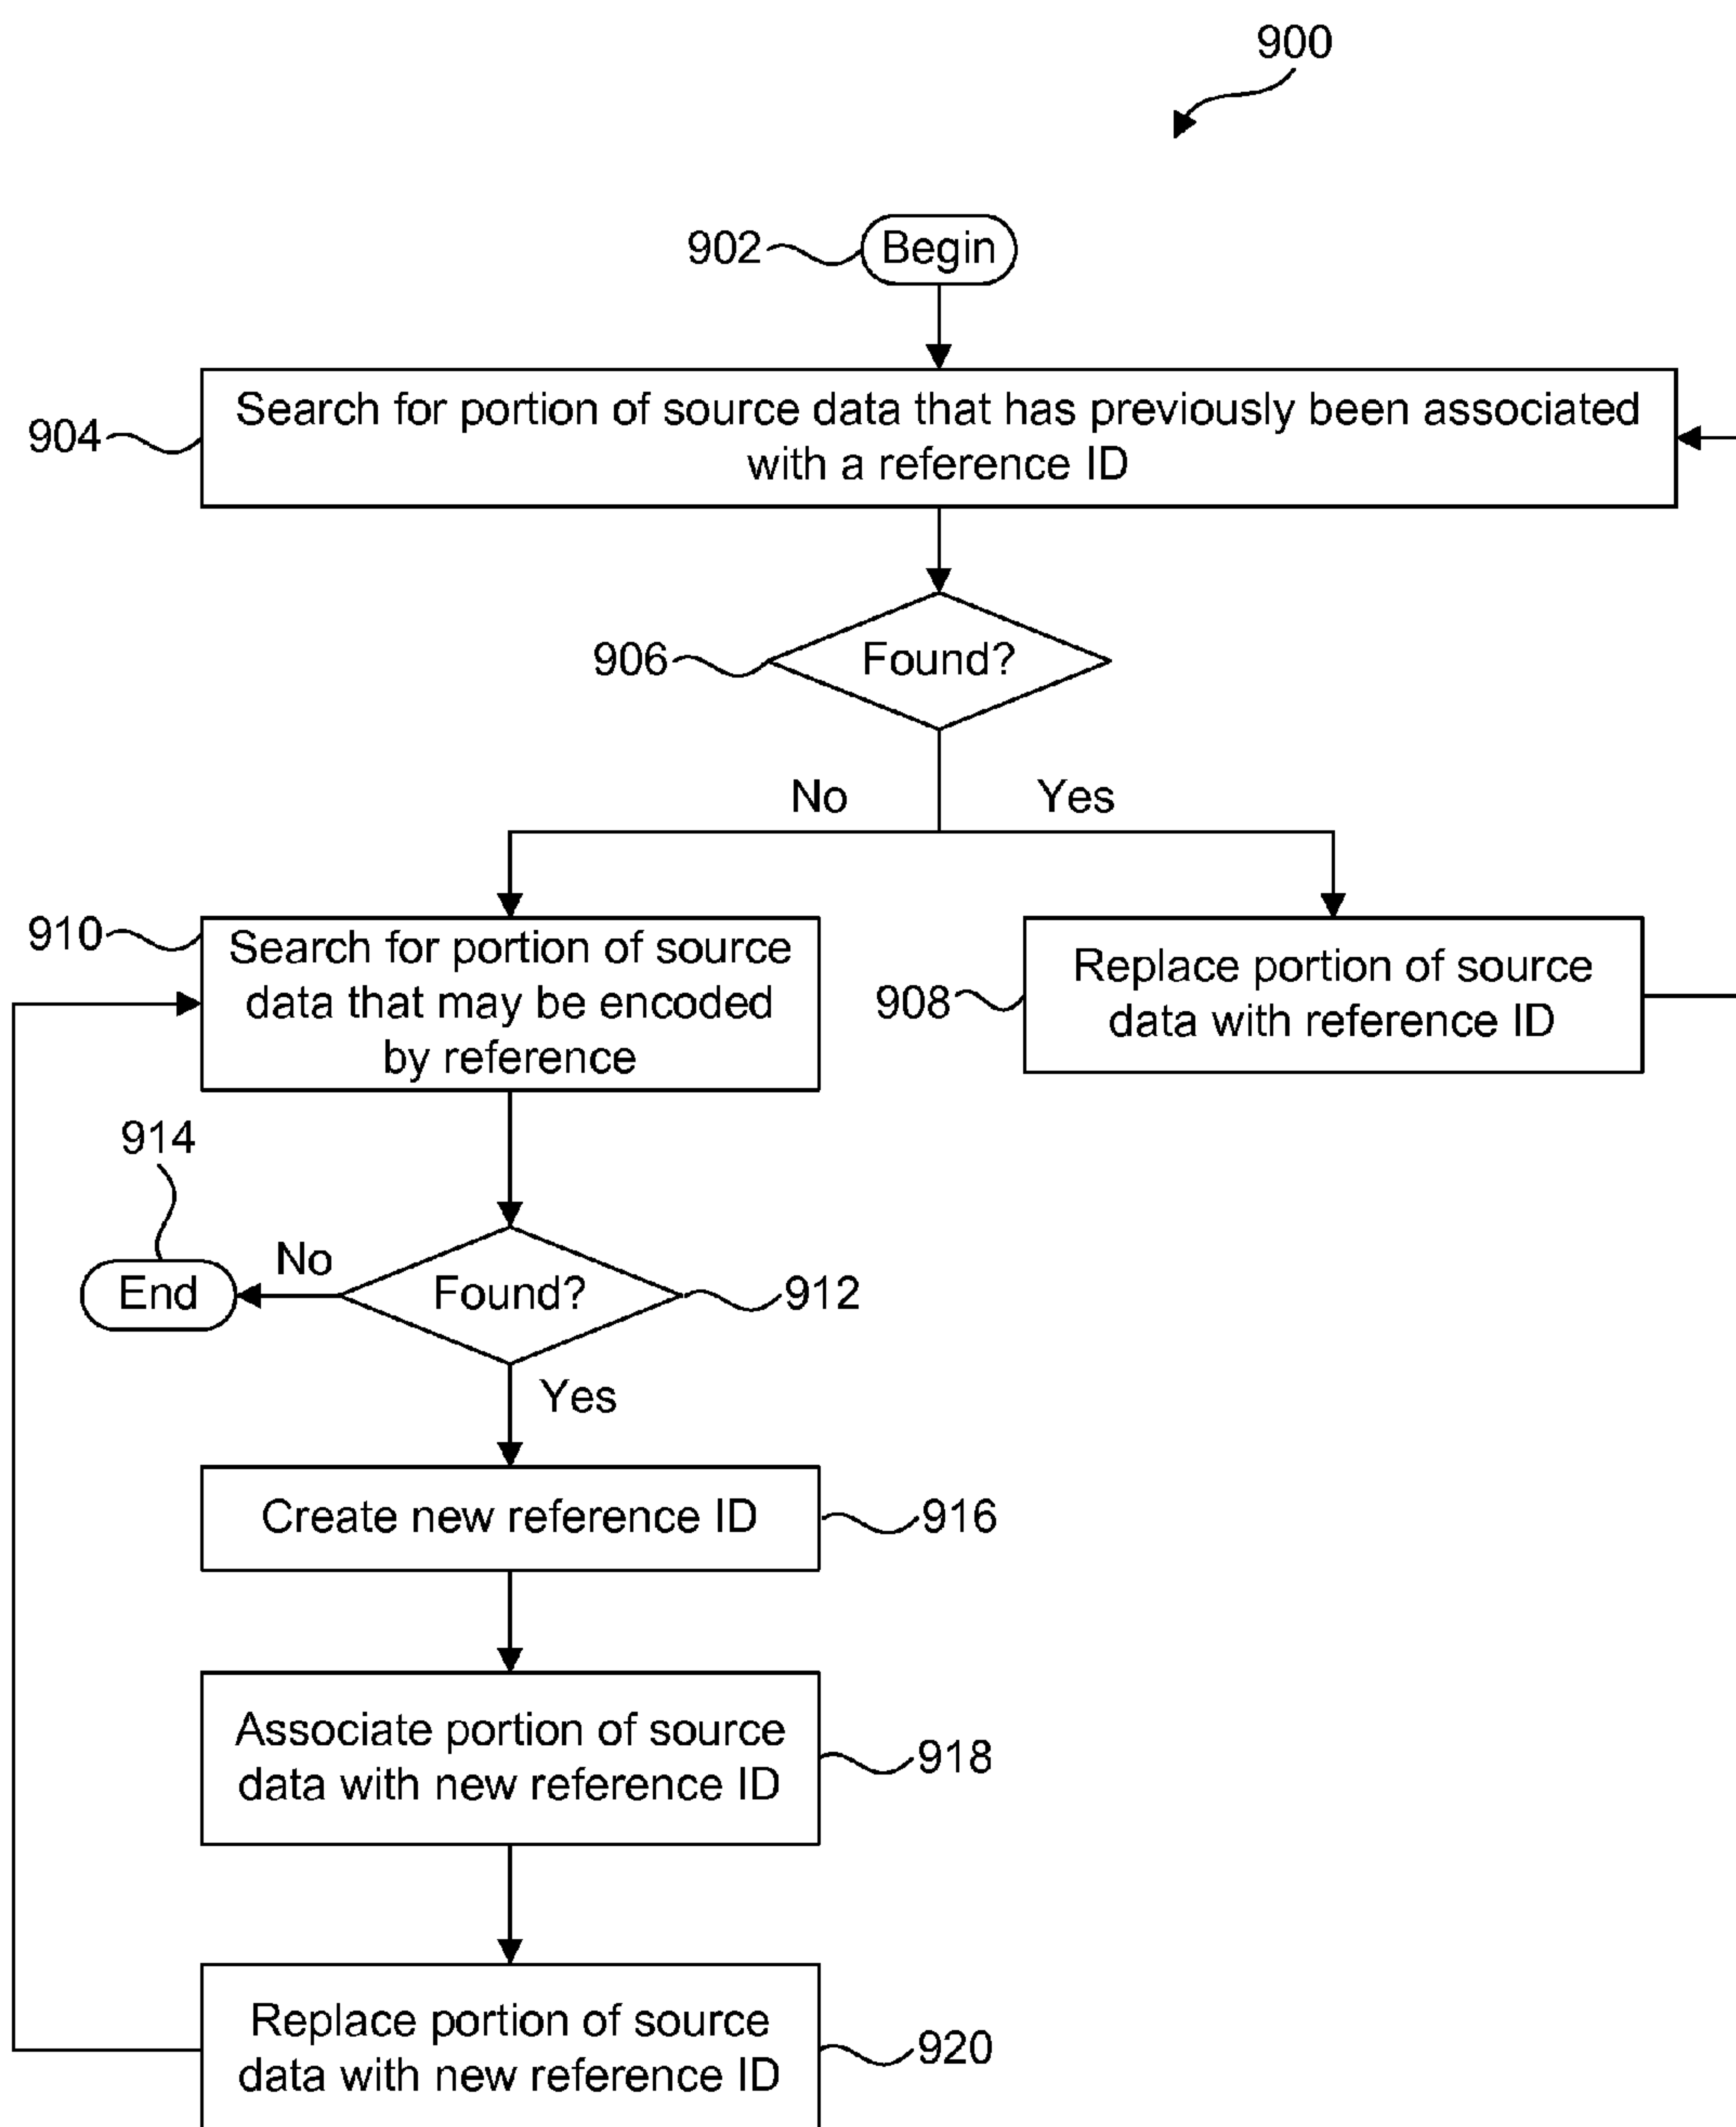 900
902
Begin
904
Search for portion of source data that has previously been associated
with a reference ID
906
Found?
No
Yes
910
Search for portion of source
data that may be encoded
by reference
908
Replace portion of source
data with reference ID
914
End
No
Found?
912
Yes
Create new reference ID
916
Associate portion of source
data with new reference ID
918
Replace portion of source
data with new reference ID
920